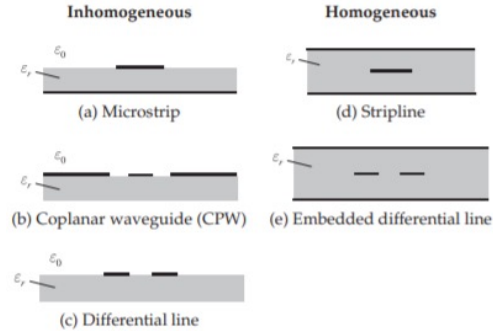 Inhomogeneous
Homogeneous
ε₀
εᵣ
(a) Microstrip
εᵣ
(d) Stripline
ε₀
εᵣ
(b) Coplanar waveguide (CPW)
εᵣ
(e) Embedded differential line
ε₀
εᵣ
(c) Differential line